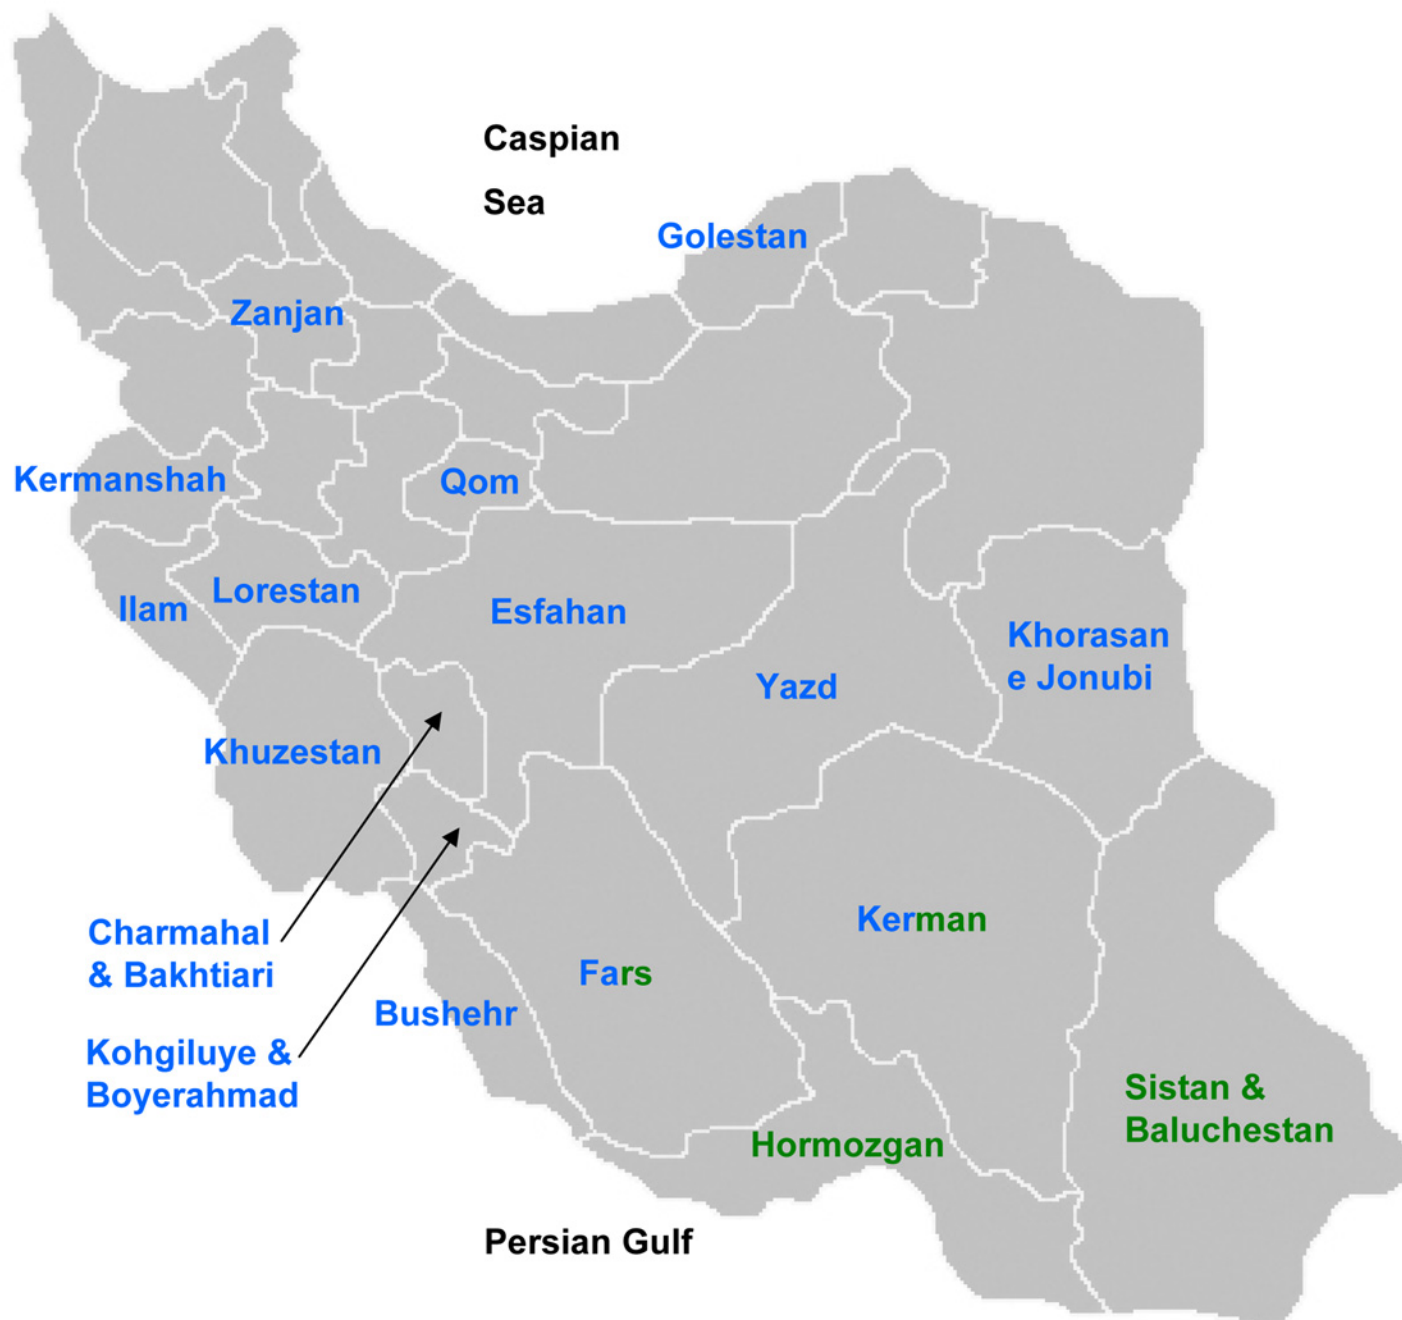 Caspian
Sea
Golestan
Zanjan
Kermanshah
Qom
Ilam
Lorestan
Esfahan
Khorasan
e Jonubi
Yazd
Khuzestan
Kerman
Charmahal
& Bakhtiari
Fars
Bushehr
Kohgiluye &
Boyerahmad
Sistan &
Baluchestan
Hormozgan
Persian Gulf